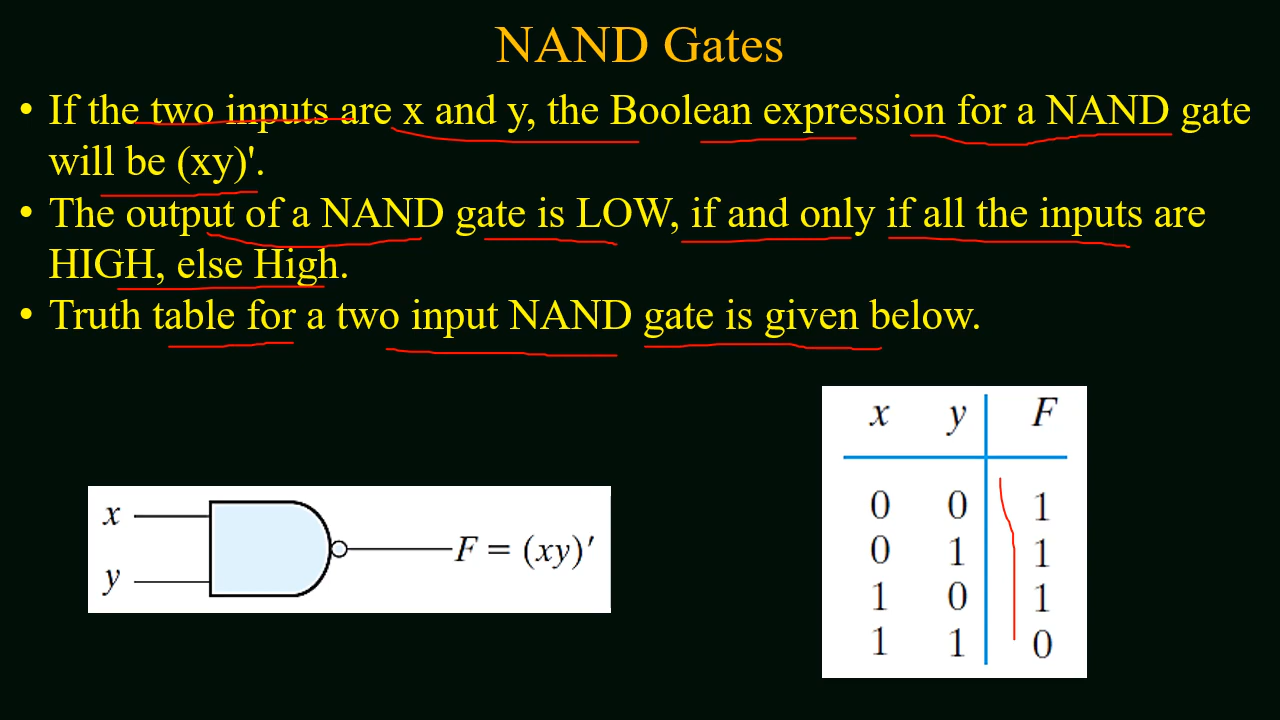 NAND Gates
• If the two inputs are x and y, the Boolean expression for a NAND gate
will be (xy)'.
• The output of a NAND gate is LOW, if and only if all the inputs are
HIGH, else High.
• Truth table for a two input NAND gate is given below.
x
y
F = (xy)′
x y F
0 0 1
0 1 1
1 0 1
1 1 0